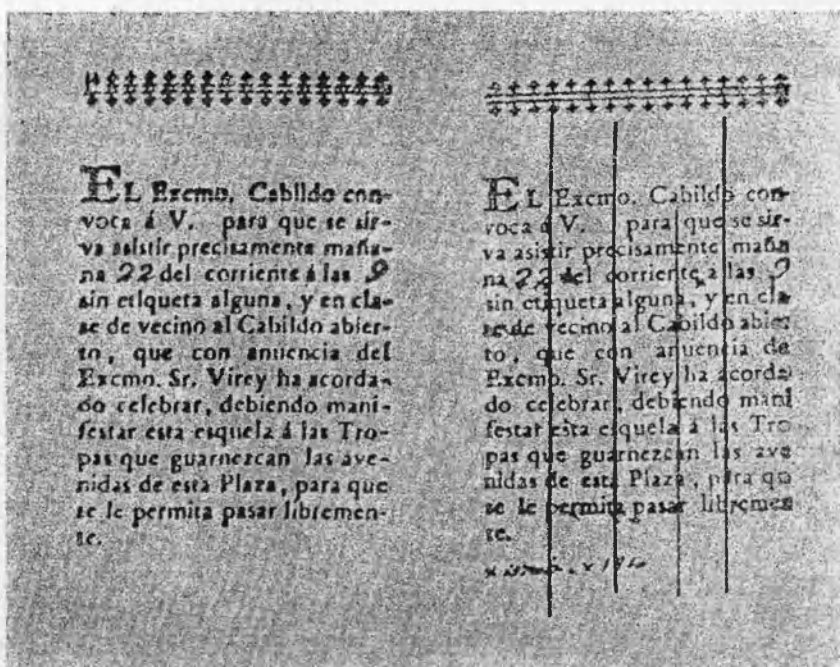 EL Excmo. Cabildo con-
voca á V. para que se sir-
va asistir precisamente maña-
na 22 del corriente á las 9
sin etiqueta alguna, y en cla-
se de vecino al Cabildo abier-
to, que con anuencia del
Excmo. Sr. Virey ha acorda-
do celebrar, debiendo mani-
festar esta esquela á las Tro-
pas que guarnezcan las ave-
nidas de esta Plaza, para que
se le permita pasar libremen-
te.
EL Excmo. Cabildo con-
voca á V. para que se sir-
va asistir precisamente maña
na 22 del corriente á las 9
sin etiqueta alguna, y en cla-
se de vecino al Cabildo abier
to, que con anuencia de
Excmo. Sr. Virey ha acorda
do celebrar, debiendo mani
festar esta esquela á las Tro
pas que guarnezcan las ave
nidas de esta Plaza, para qu
se le permita pasar libremen
te.